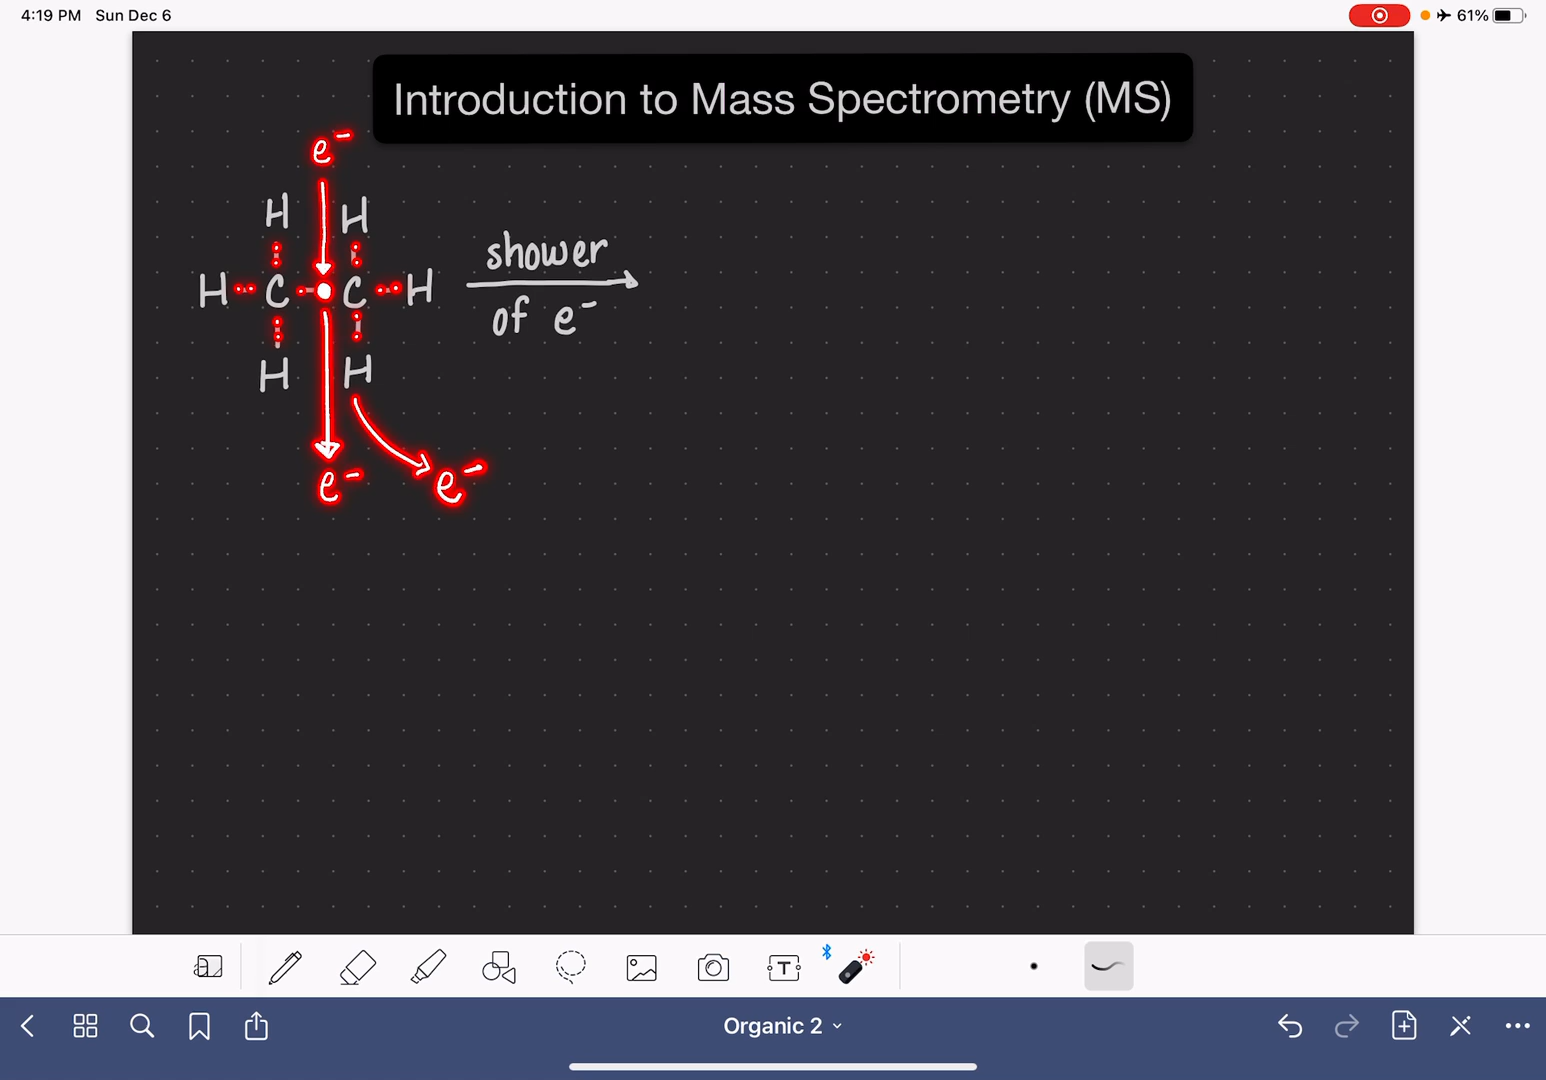 4:19 PM Sun Dec 6
61%
Introduction to Mass Spectrometry (MS)
e⁻
H H
H C C H
H H
shower
of e⁻
e⁻ e⁻
T
Organic 2